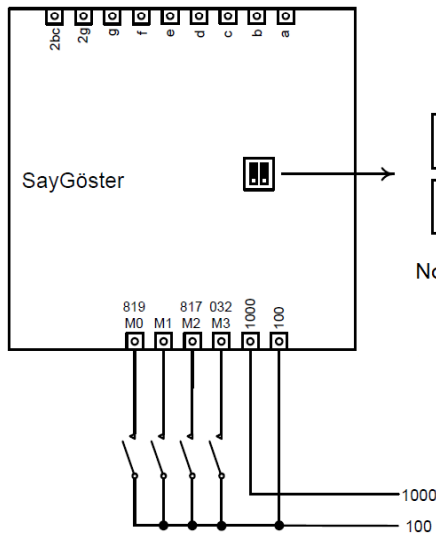 2bc 2g g f e d c b a
SayGöster
819 817 032
M0 M1 M2 M3 1000 100
No
1000
100